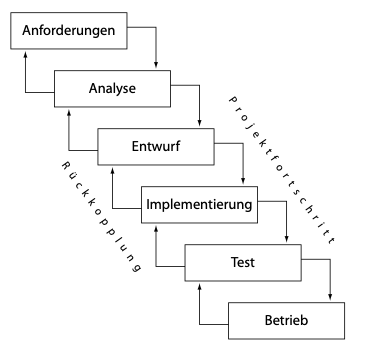 Anforderungen
Analyse
Entwurf
Implementierung
Test
Betrieb
Projektfortschritt
Rückkopplung